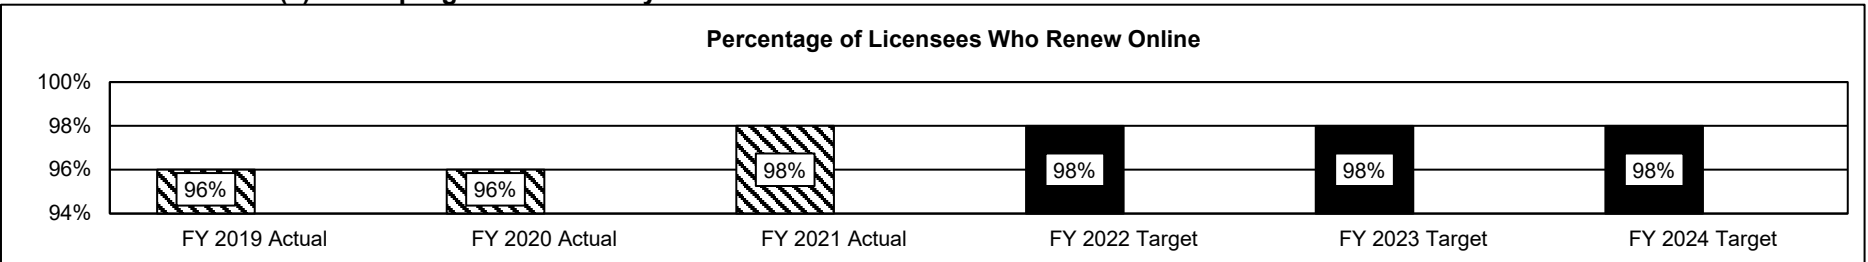 Percentage of Licensees Who Renew Online
100%
98%
96%
94%
96%
96%
98%
98%
98%
98%
FY 2019 Actual
FY 2020 Actual
FY 2021 Actual
FY 2022 Target
FY 2023 Target
FY 2024 Target